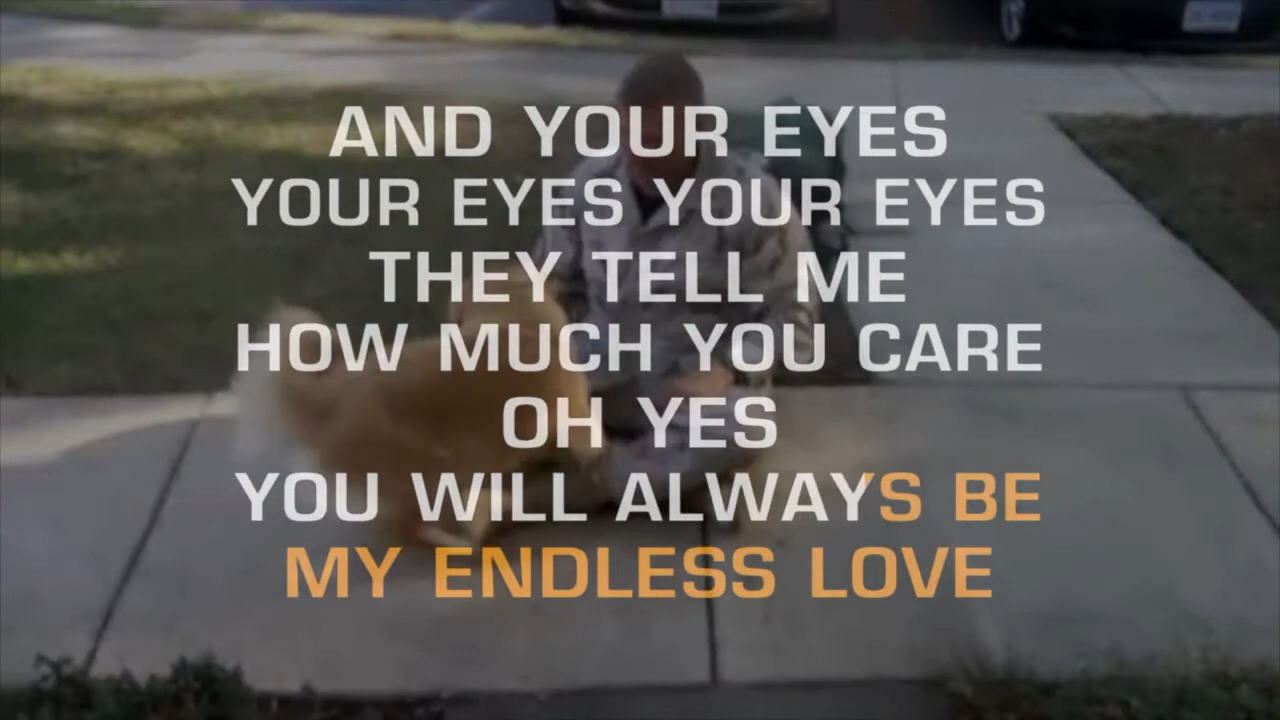 AND YOUR EYES
YOUR EYES YOUR EYES
THEY TELL ME
HOW MUCH YOU CARE
OH YES
YOU WILL ALWAYS BE
MY ENDLESS LOVE